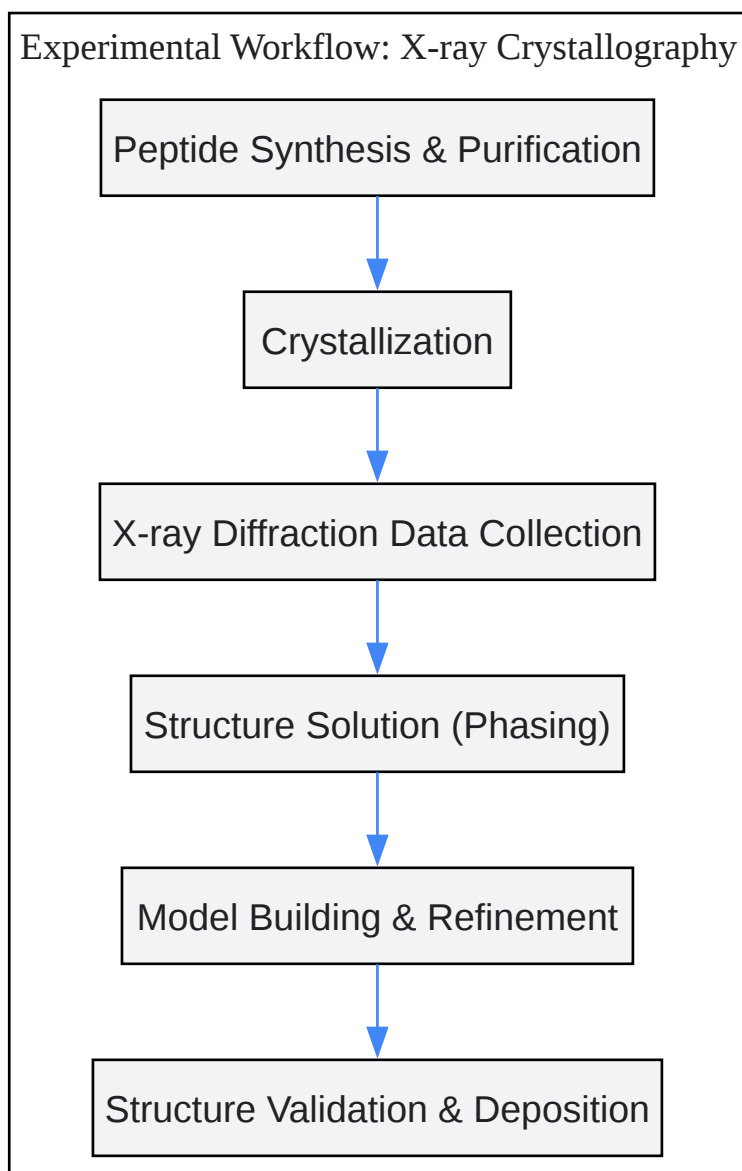 Experimental Workflow: X-ray Crystallography
Peptide Synthesis & Purification
Crystallization
X-ray Diffraction Data Collection
Structure Solution (Phasing)
Model Building & Refinement
Structure Validation & Deposition